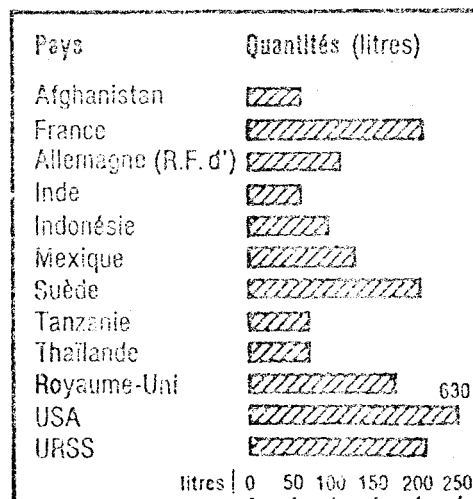 Pays Quantités (litres)
Afghanistan
France
Allemagne (R.F. d')
Inde
Indonésie
Mexique
Suède
Tanzanie
Thaïlande
Royaume-Uni 630
USA
URSS
litres 0 50 100 150 200 250